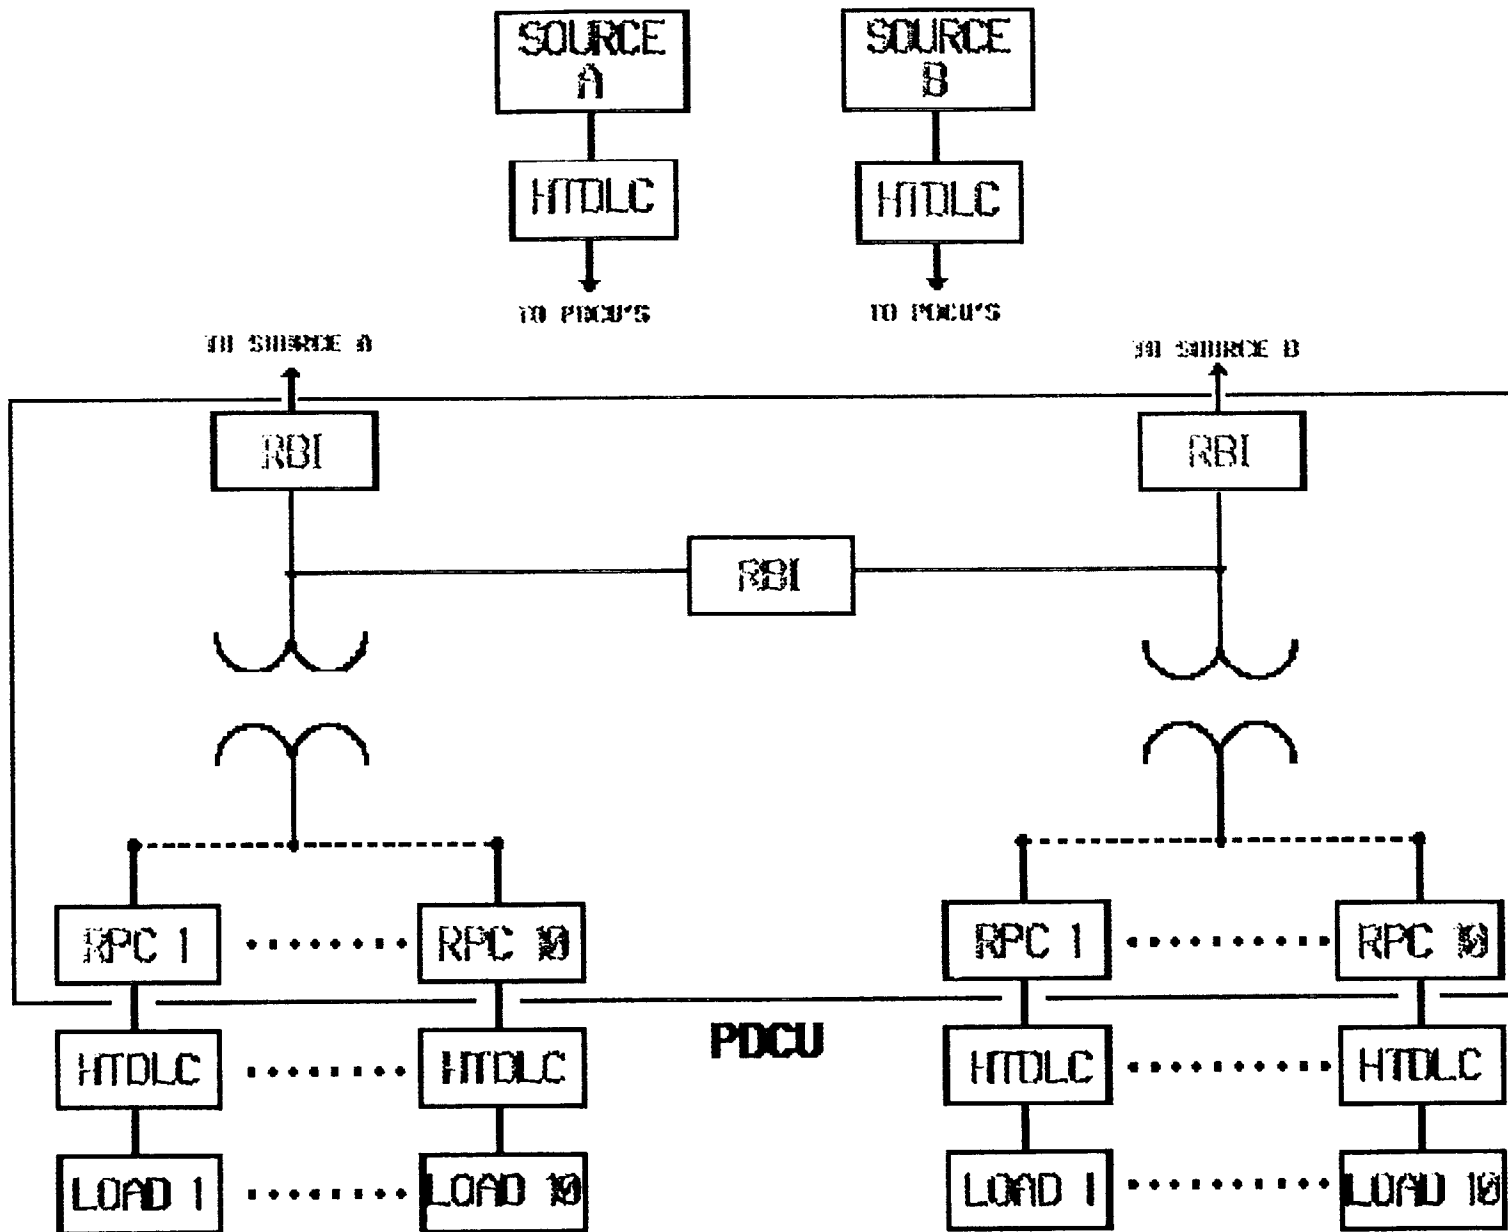 SOURCE
A
SOURCE
B
HTDLC
HTDLC
TO PDCU'S
TO PDCU'S
TO SOURCE A
TO SOURCE B
RBI
RBI
RBI
RPC 1
RPC 10
RPC 1
RPC 10
PDCU
HTDLC
HTDLC
HTDLC
HTDLC
LOAD 1
LOAD 10
LOAD 1
LOAD 10